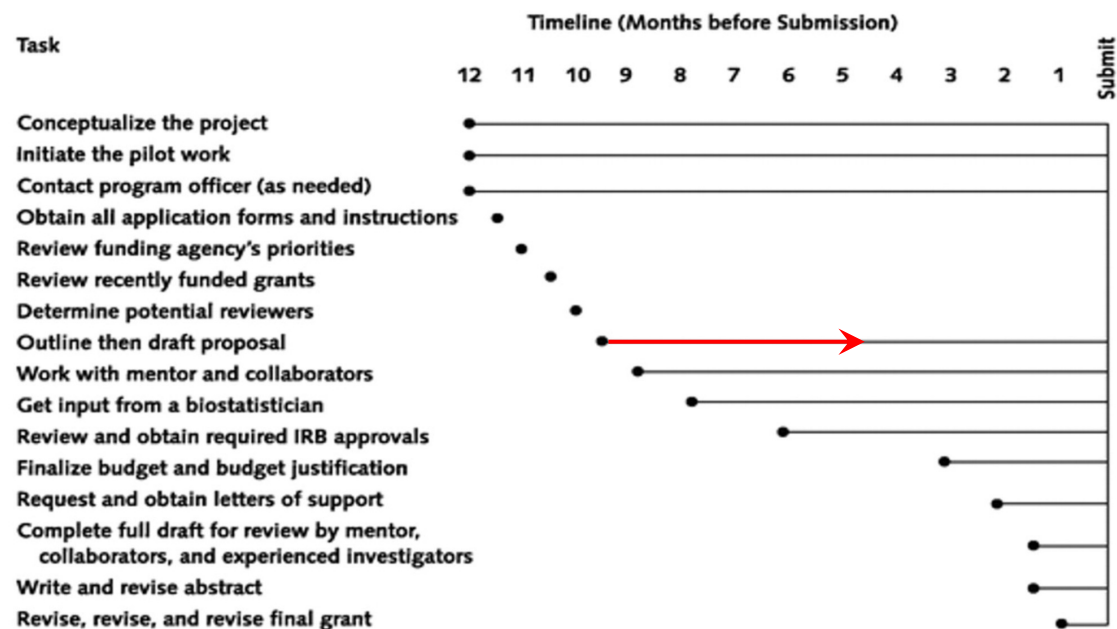 Timeline (Months before Submission)
Task
12 11 10 9 8 7 6 5 4 3 2 1 Submit
Conceptualize the project
Initiate the pilot work
Contact program officer (as needed)
Obtain all application forms and instructions
Review funding agency's priorities
Review recently funded grants
Determine potential reviewers
Outline then draft proposal
Work with mentor and collaborators
Get input from a biostatistician
Review and obtain required IRB approvals
Finalize budget and budget justification
Request and obtain letters of support
Complete full draft for review by mentor,
collaborators, and experienced investigators
Write and revise abstract
Revise, revise, and revise final grant